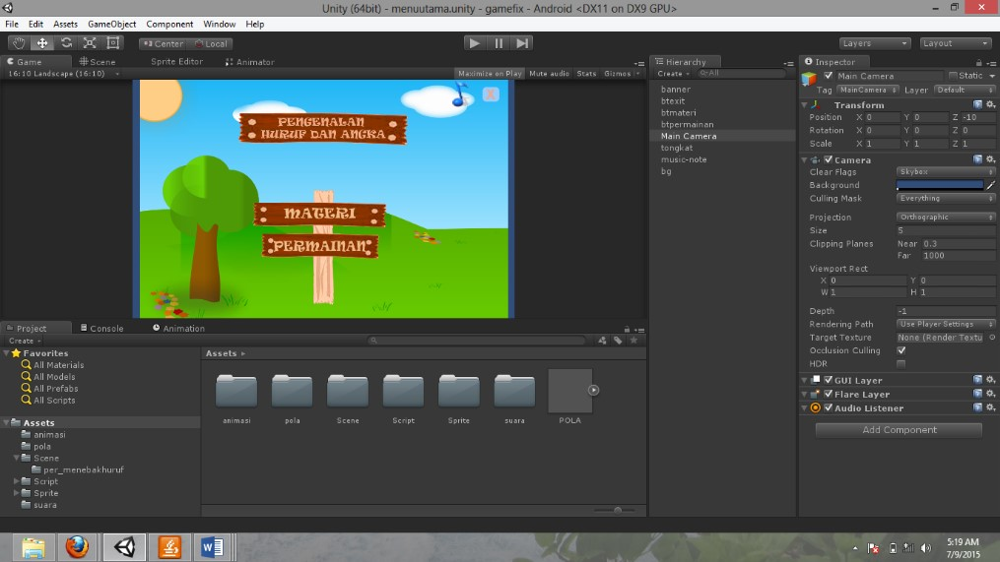 Unity (64bit) - menuutama.unity - gamefix - Android <DX11 on DX9 GPU>
File Edit Assets GameObject Component Window Help
Center Local Layers Layout
Game Scene Sprite Editor Animator
16:10 Landscape (16:10) Maximize on Play Mute audio Stats Gizmos
PENGENALAN
HURUF DAN ANGKA
MATERI
PERMAINAN
X
Hierarchy
Create All
banner
btexit
btmateri
btpermainan
Main Camera
tongkat
music-note
bg
Inspector
Main Camera Static
Tag MainCamera Layer Default
Transform
Position X 0 Y 0 Z -10
Rotation X 0 Y 0 Z 0
Scale X 1 Y 1 Z 1
Camera
Clear Flags Skybox
Background
Culling Mask Everything
Projection Orthographic
Size 5
Clipping Planes Near 0.3
Far 1000
Viewport Rect
X 0 Y 0
W 1 H 1
Depth -1
Rendering Path Use Player Settings
Target Texture None (Render Textu
Occlusion Culling
HDR
GUI Layer
Flare Layer
Audio Listener
Add Component
Project Console Animation
Create
Favorites
All Materials
All Models
All Prefabs
All Scripts
Assets
animasi
pola
Scene
per_menebakhuruf
Script
Sprite
suara
Assets
animasi pola Scene Script Sprite suara POLA
5:19 AM
7/9/2015